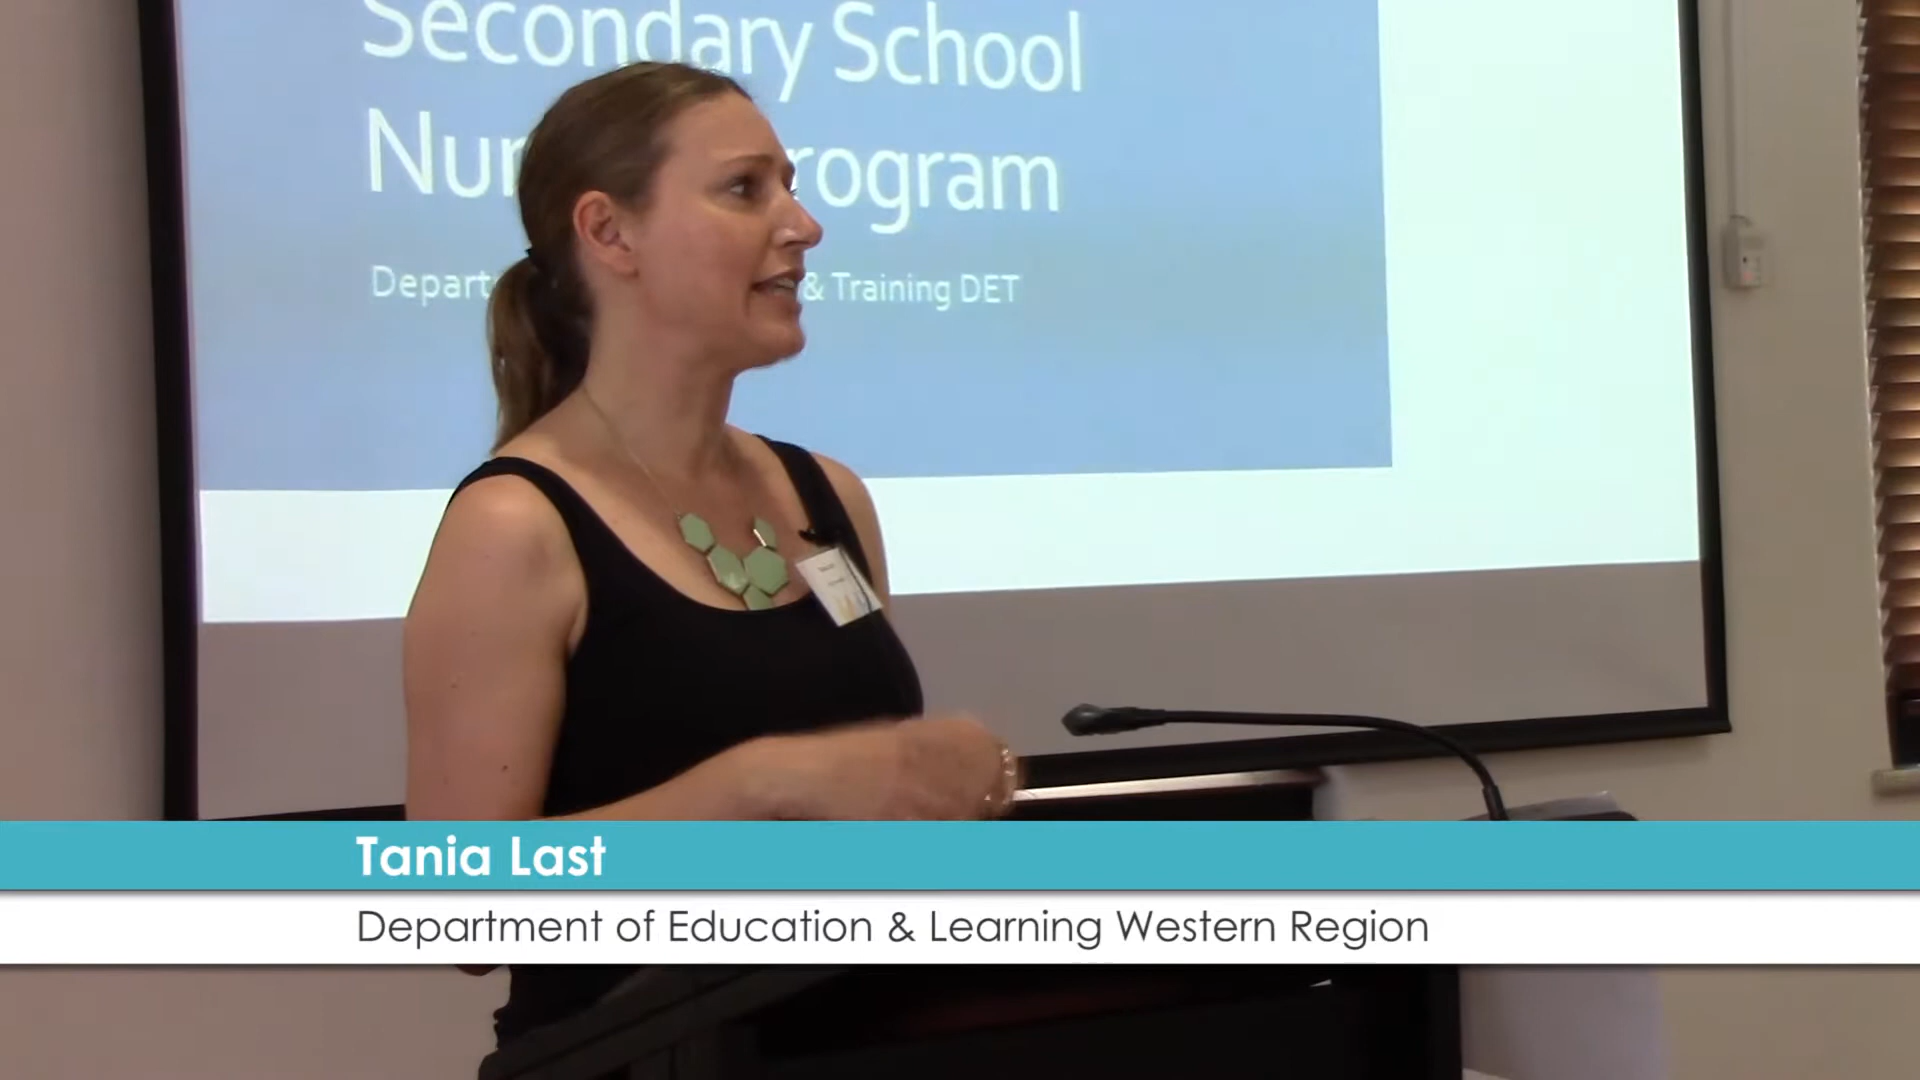 Secondary School
Nur rogram
Depart & Training DET
Tania Last
Department of Education & Learning Western Region